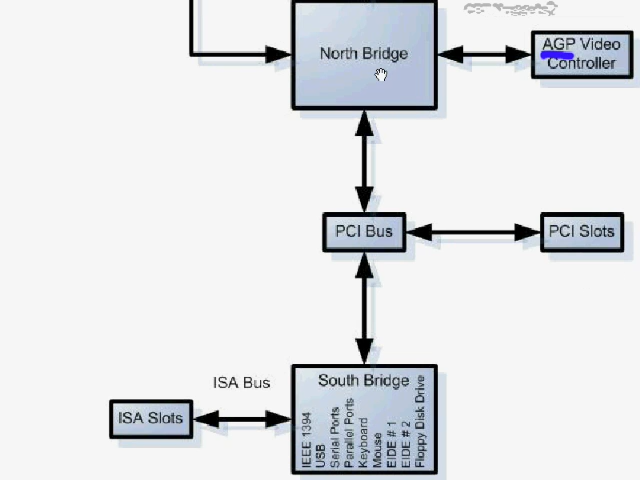 North Bridge
AGP Video
Controller
PCI Bus
PCI Slots
ISA Bus
South Bridge
ISA Slots
IEEE 1394
USB
Serial Ports
Parallel Ports
Keyboard
Mouse
EIDE # 1
EIDE # 2
Floppy Disk Drive